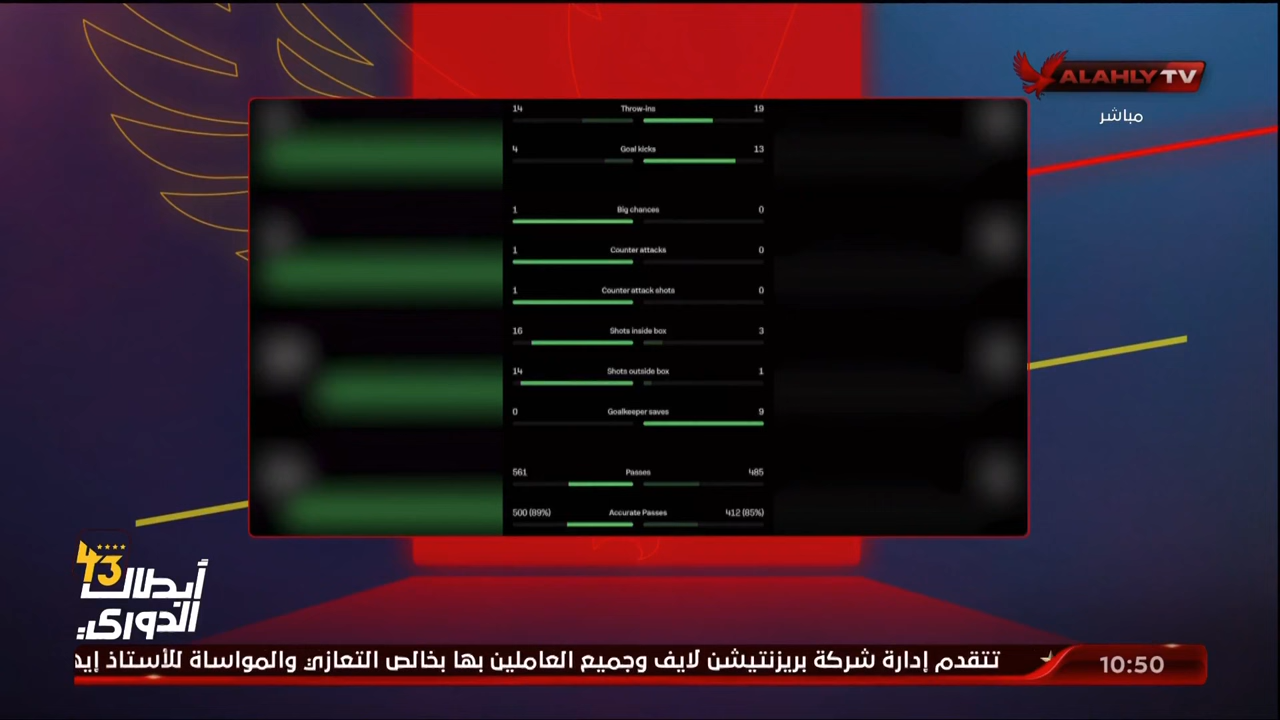 ALAHLY TV
مباشر
14 Throw-ins 19
4 Goal kicks 13
1 Big chances 0
1 Counter attacks 0
1 Counter attack shots 0
16 Shots inside box 3
14 Shots outside box 1
0 Goalkeeper saves 9
561 Passes 485
500 (89%) Accurate Passes 412 (85%)
43
أبطال
الدوري
تتقدم إدارة شركة بريزنتيشن لايف وجميع العاملين بها بخالص التعازي والمواساة للأستاذ
10:50